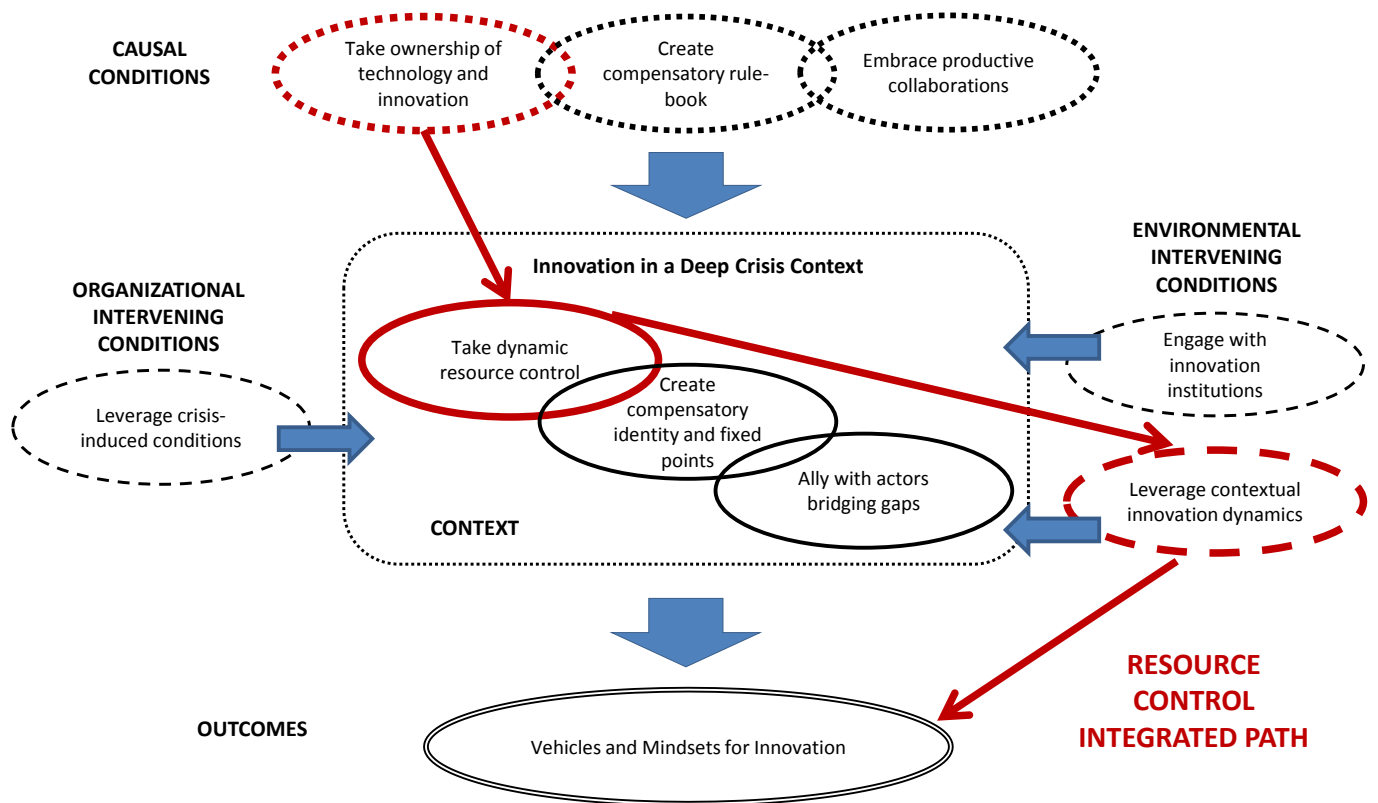 CAUSAL
CONDITIONS
Take ownership of
technology and
innovation
Create
compensatory rule-
book
Embrace productive
collaborations
ENVIRONMENTAL
INTERVENING
CONDITIONS
Innovation in a Deep Crisis Context
ORGANIZATIONAL
INTERVENING
CONDITIONS
Take dynamic
resource control
Engage with
innovation
institutions
Leverage crisis-
induced conditions
Create
compensatory
identity and fixed
points
Ally with actors
bridging gaps
Leverage contextual
innovation dynamics
CONTEXT
RESOURCE
CONTROL
INTEGRATED PATH
OUTCOMES
Vehicles and Mindsets for Innovation